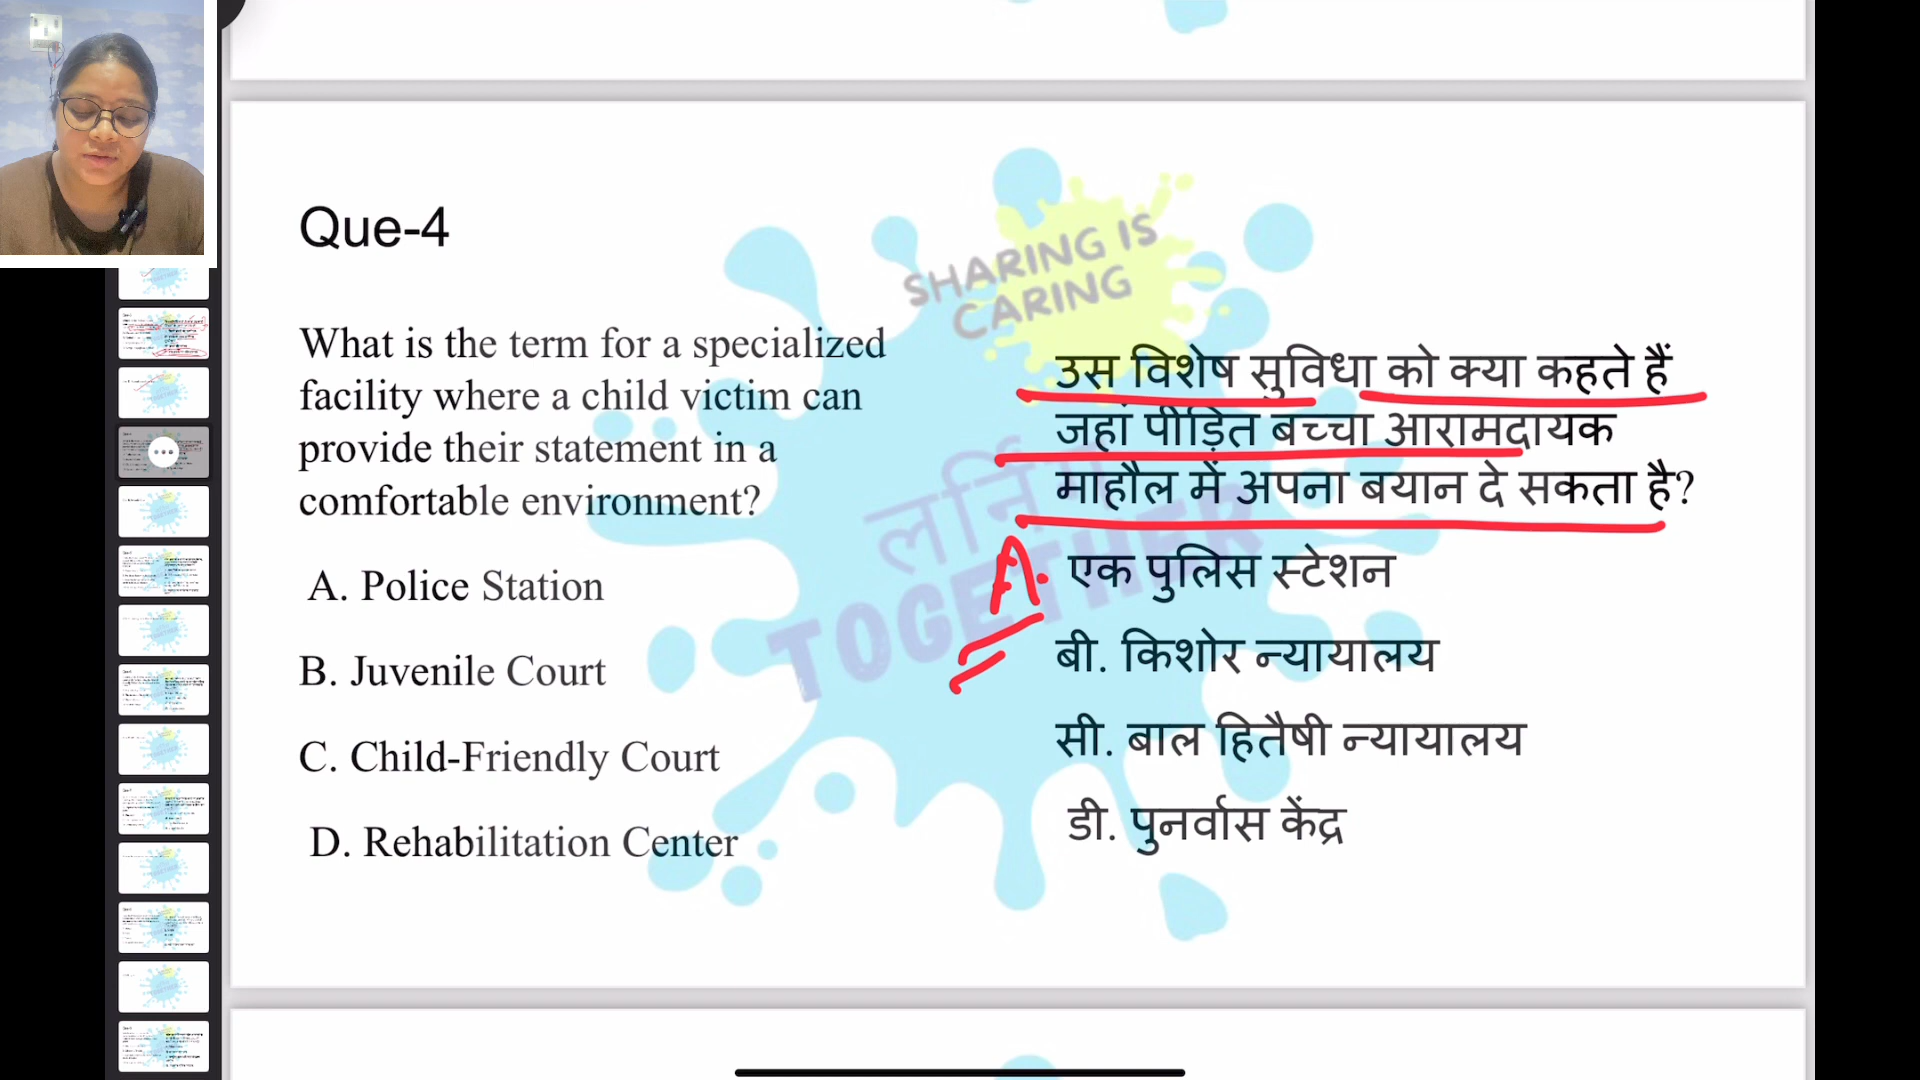 Que-4
SHARING IS
CARING
What is the term for a specialized
facility where a child victim can
provide their statement in a
comfortable environment?
A. Police Station
B. Juvenile Court
C. Child-Friendly Court
D. Rehabilitation Center
उस विशेष सुविधा को क्या कहते हैं
जहां पीड़ित बच्चा आरामदायक
माहौल में अपना बयान दे सकता है?
A. एक पुलिस स्टेशन
बी. किशोर न्यायालय
सी. बाल हितैषी न्यायालय
डी. पुनर्वास केंद्र
TOGETHER